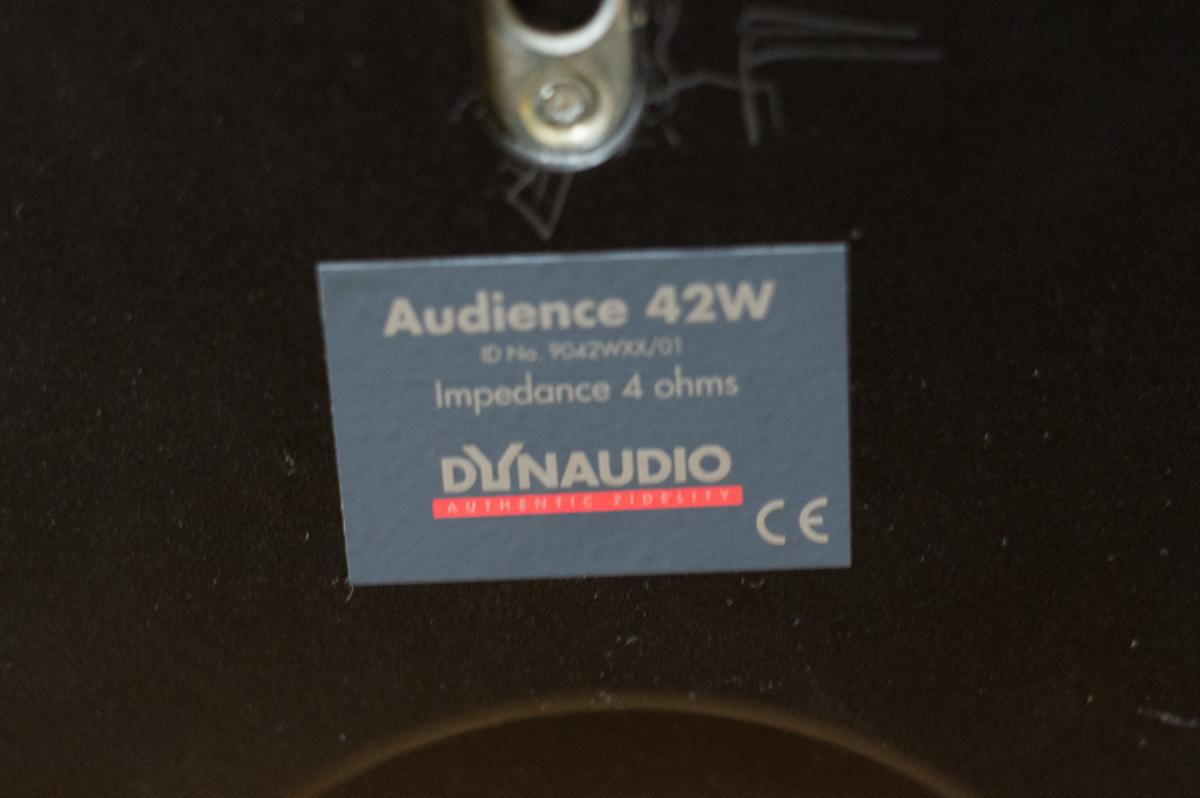 Audience 42W
ID No. 9042WXX/01
Impedance 4 ohms
DYNAUDIO
AUTHENTIC FIDELITY
CE